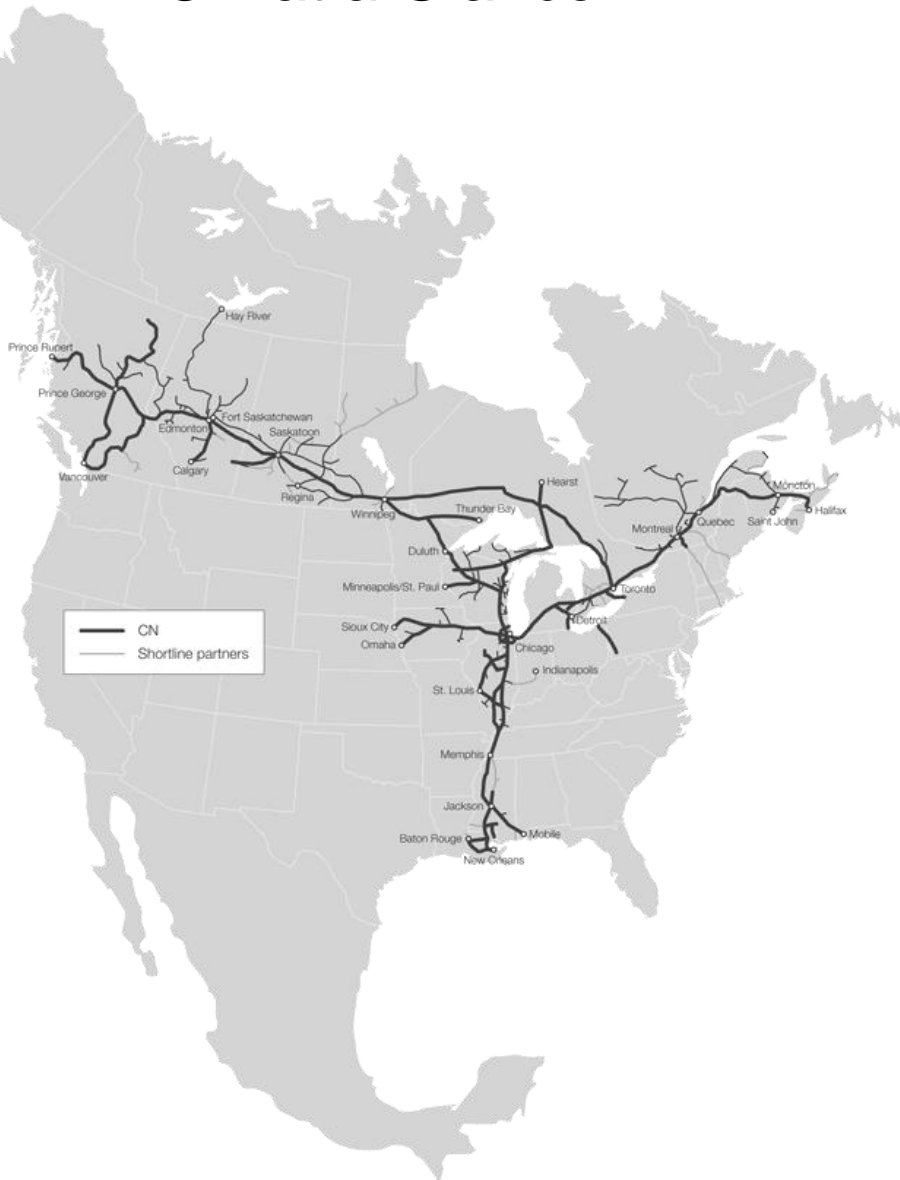 Hay River
Prince Rupert
Prince George
Fort Saskatchewan
Edmonton
Saskatoon
Calgary
Vancouver
Regina
Winnipeg
Hearst
Thunder Bay
Moncton
Halifax
Saint John
Quebec
Montreal
Duluth
Minneapolis/St. Paul
Toronto
Sioux City
Detroit
Omaha
Chicago
CN
Shortline partners
Indianapolis
St. Louis
Memphis
Jackson
Baton Rouge
Mobile
New Orleans